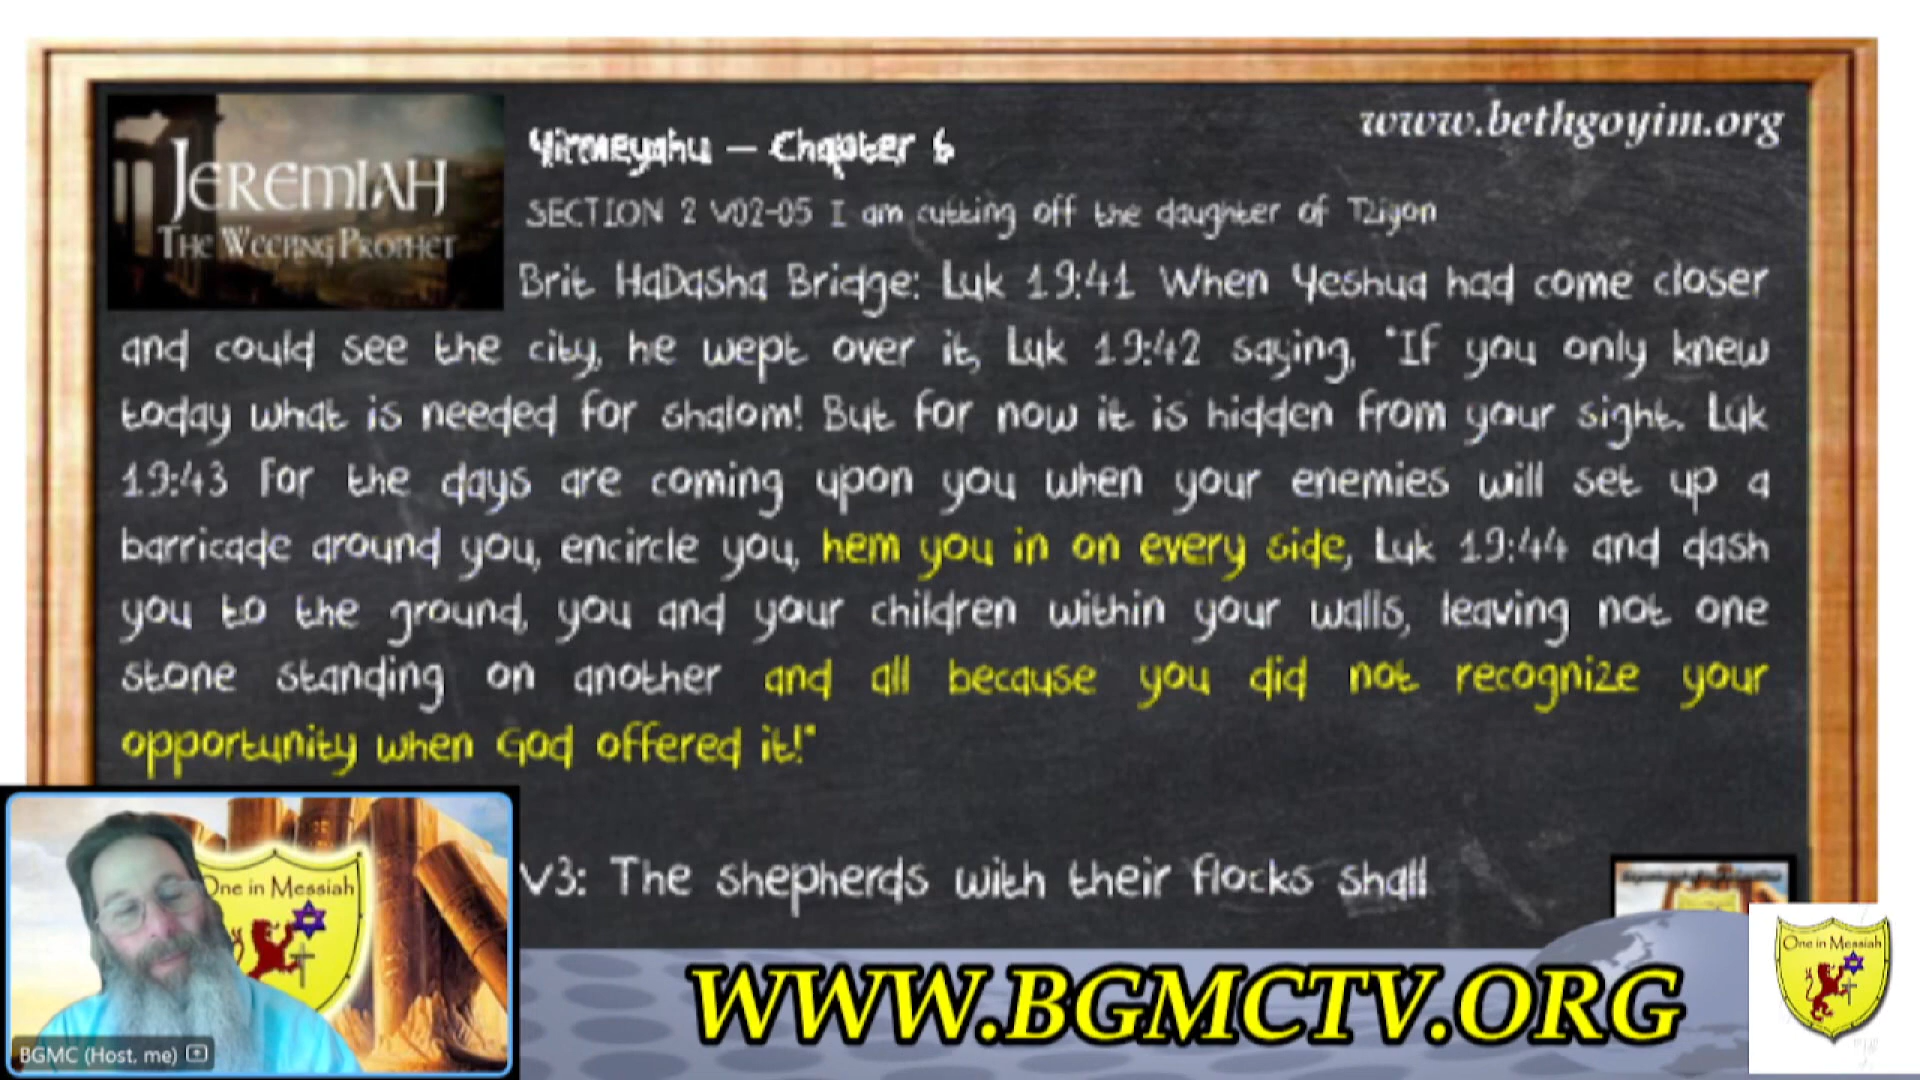 JEREMIAH
THE WEEPING PROPHET
www.bethgoyim.org
Yirmeyahu – Chapter 6
SECTION 2 V02-05 I am cutting off the daughter of Tziyon
Brit HaDasha Bridge: Luk 19:41 When Yeshua had come closer
and could see the city, he wept over it, Luk 19:42 saying, "If you only knew
today what is needed for shalom! But for now it is hidden from your sight. Luk
19:43 For the days are coming upon you when your enemies will set up a
barricade around you, encircle you, hem you in on every side, Luk 19:44 and dash
you to the ground, you and your children within your walls, leaving not one
stone standing on another and all because you did not recognize your
opportunity when God offered it!"
V3: The shepherds with their flocks shall
One in Messiah
BGMC (Host, me)
WWW.BGMCTV.ORG
One in Messiah